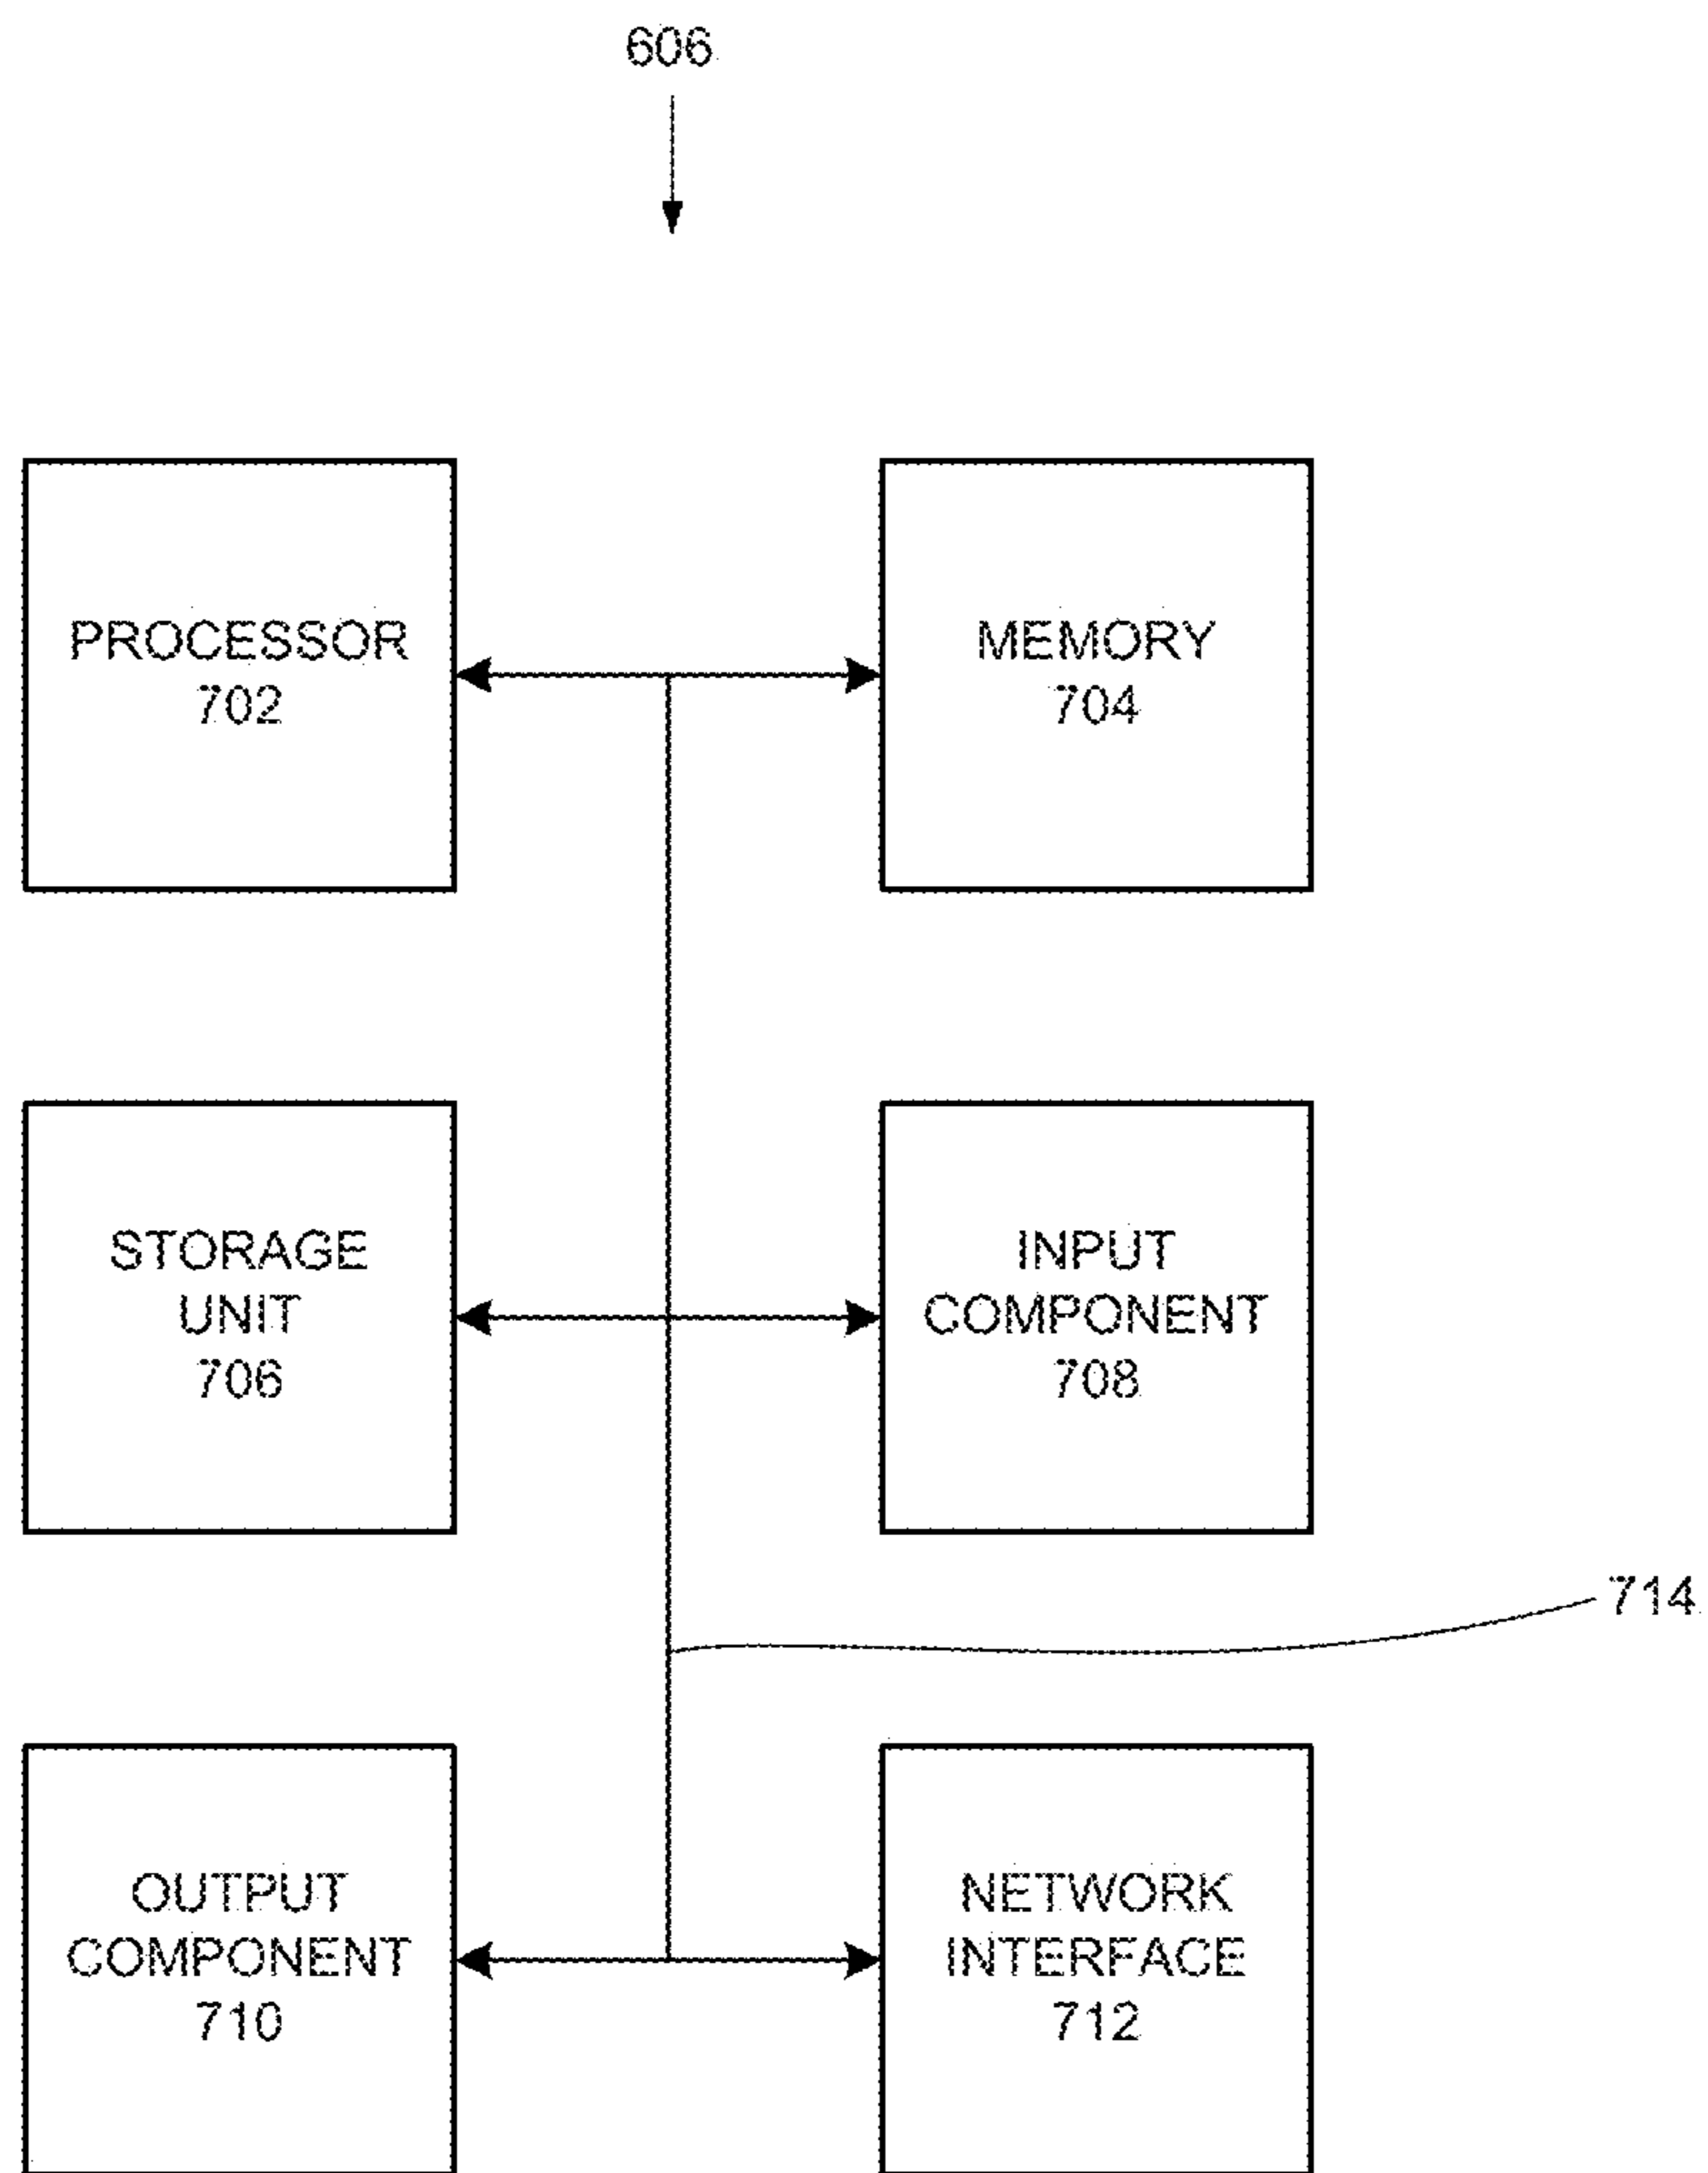 606
PROCESSOR
702
MEMORY
704
STORAGE
UNIT
706
INPUT
COMPONENT
708
714
OUTPUT
COMPONENT
710
NETWORK
INTERFACE
712